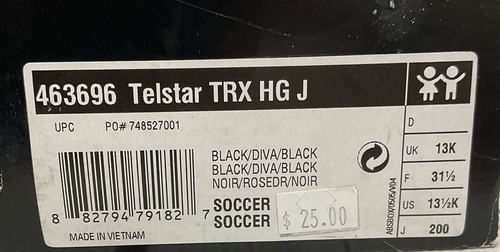 463696 Telstar TRX HG J
UPC PO# 748527001
BLACK/DIVA/BLACK
BLACK/DIVA/BLACK
NOIR/ROSEDR/NOIR
SOCCER
SOCCER
$ 25.00
8 82794 79182 7
MADE IN VIETNAM
D
UK 13K
F 31½
US 13½K
J 200